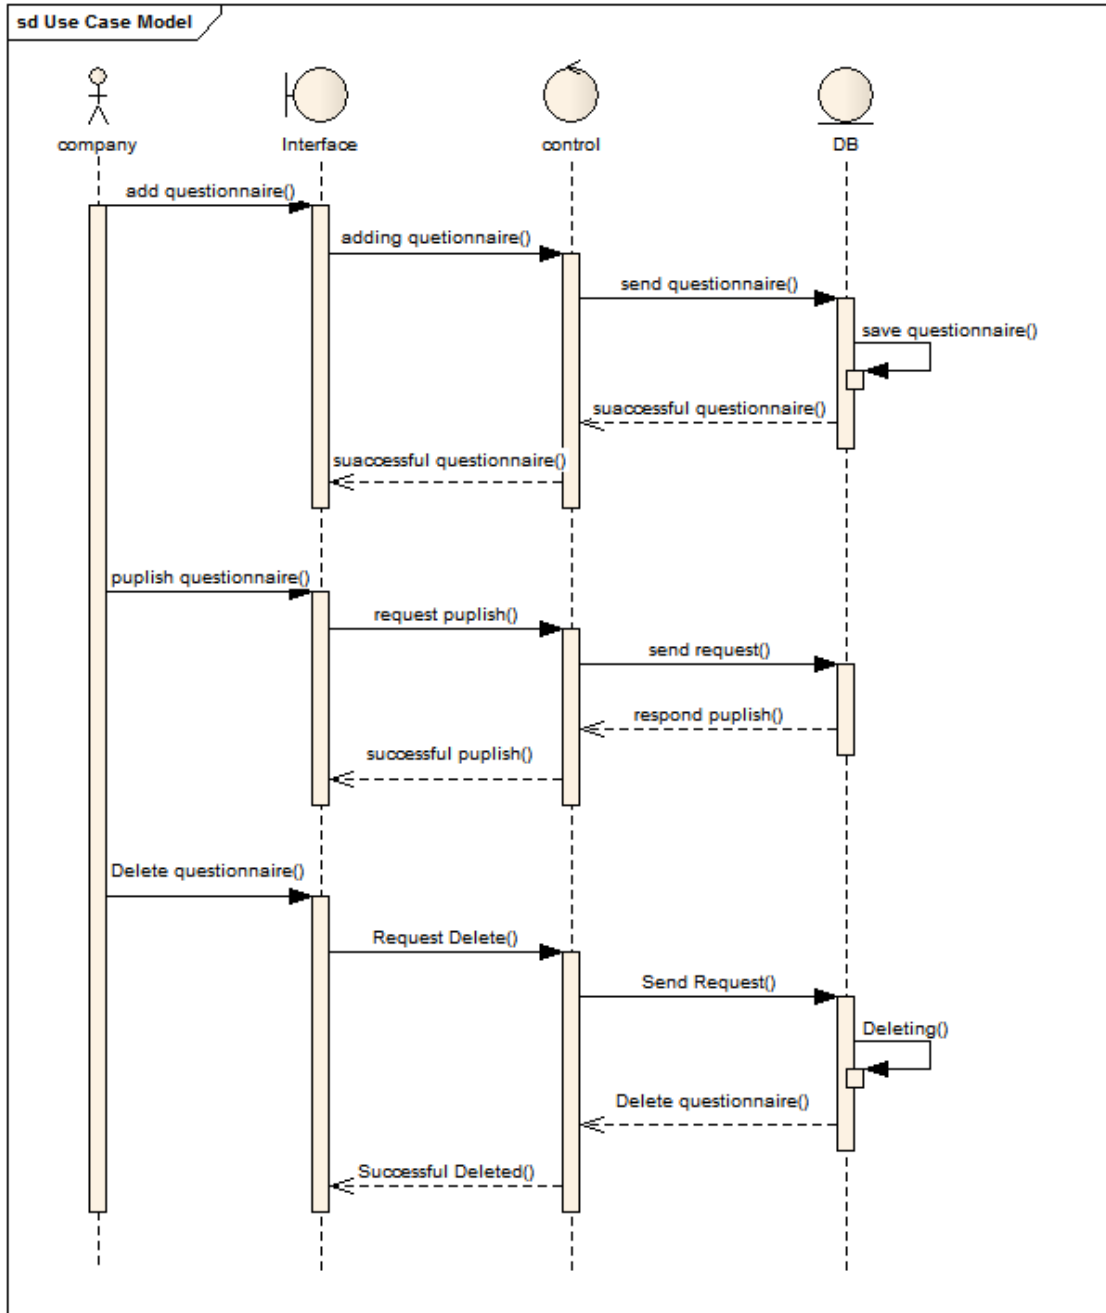 sd Use Case Model
company
Interface
control
DB
add questionnaire()
adding quetionnaire()
send questionnaire()
save questionnaire()
suaccessful questionnaire()
suaccessful questionnaire()
puplish questionnaire()
request puplish()
send request()
respond puplish()
successful puplish()
Delete questionnaire()
Request Delete()
Send Request()
Deleting()
Delete questionnaire()
Successful Deleted()